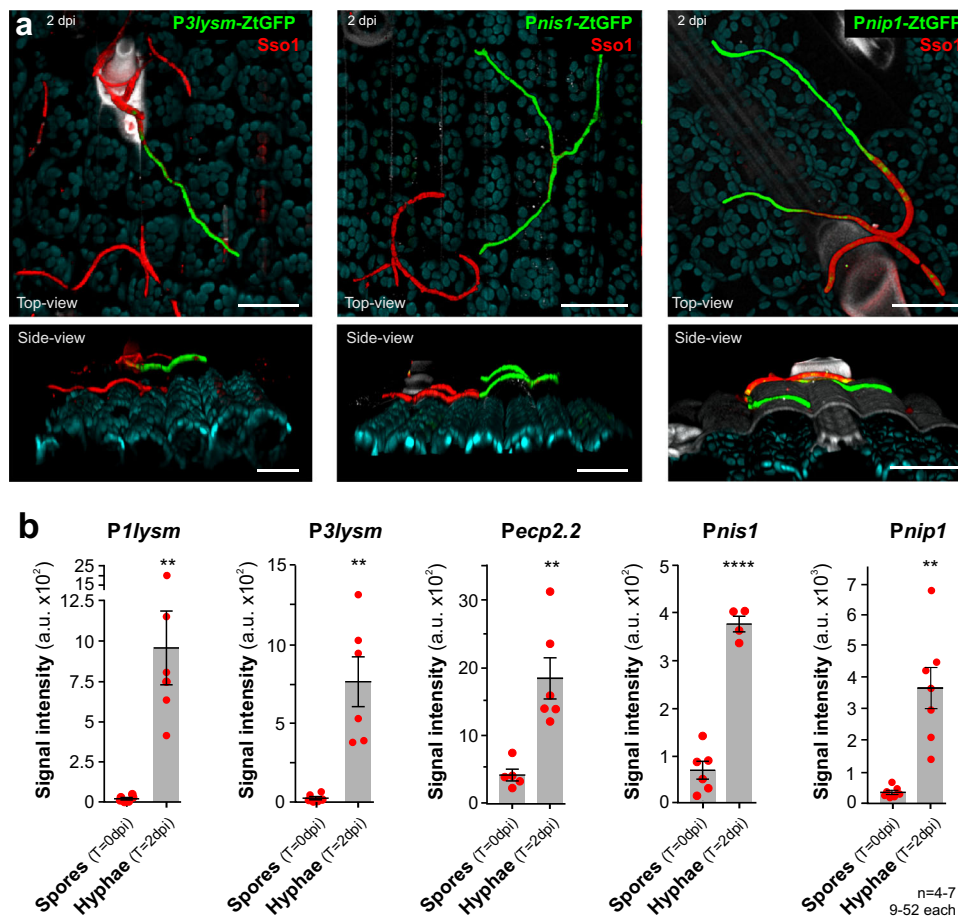 a
2 dpi
P3lysm-ZtGFP
Sso1
Top-view
2 dpi
Pnis1-ZtGFP
Sso1
Top-view
2 dpi
Pnip1-ZtGFP
Sso1
Top-view
Side-view
Side-view
Side-view
b
P1lysm
**
Signal intensity (a.u. x10²)
25
15
12.5
10
7.5
5
2.5
0
Spores (T=0dpi)
Hyphae (T=2dpi)
P3lysm
**
Signal intensity (a.u. x10²)
15
10
5
0
Spores (T=0dpi)
Hyphae (T=2dpi)
Pecp2.2
**
Signal intensity (a.u. x10²)
30
20
10
0
Spores (T=0dpi)
Hyphae (T=2dpi)
Pnis1
****
Signal intensity (a.u. x10²)
5
4
3
2
1
0
Spores (T=0dpi)
Hyphae (T=2dpi)
Pnip1
**
Signal intensity (a.u. x10³)
7
6
5
4
3
2
1
0
Spores (T=0dpi)
Hyphae (T=2dpi)
n=4-7
9-52 each